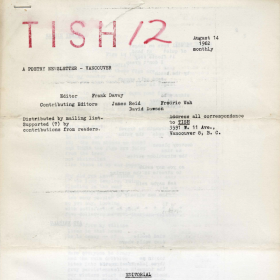 TISH 12
August 14
1962
monthly
A POETRY NEWSLETTER - VANCOUVER
Editor Frank Davey
Contributing Editors James Reid Fredric Wah
David Dawson
Distributed by mailing list.
Supported (?) by
contributions from readers.
Address all correspondence
to TISH
3591 W. 11 Ave.,
Vancouver 8, B. C.
EDITORIAL